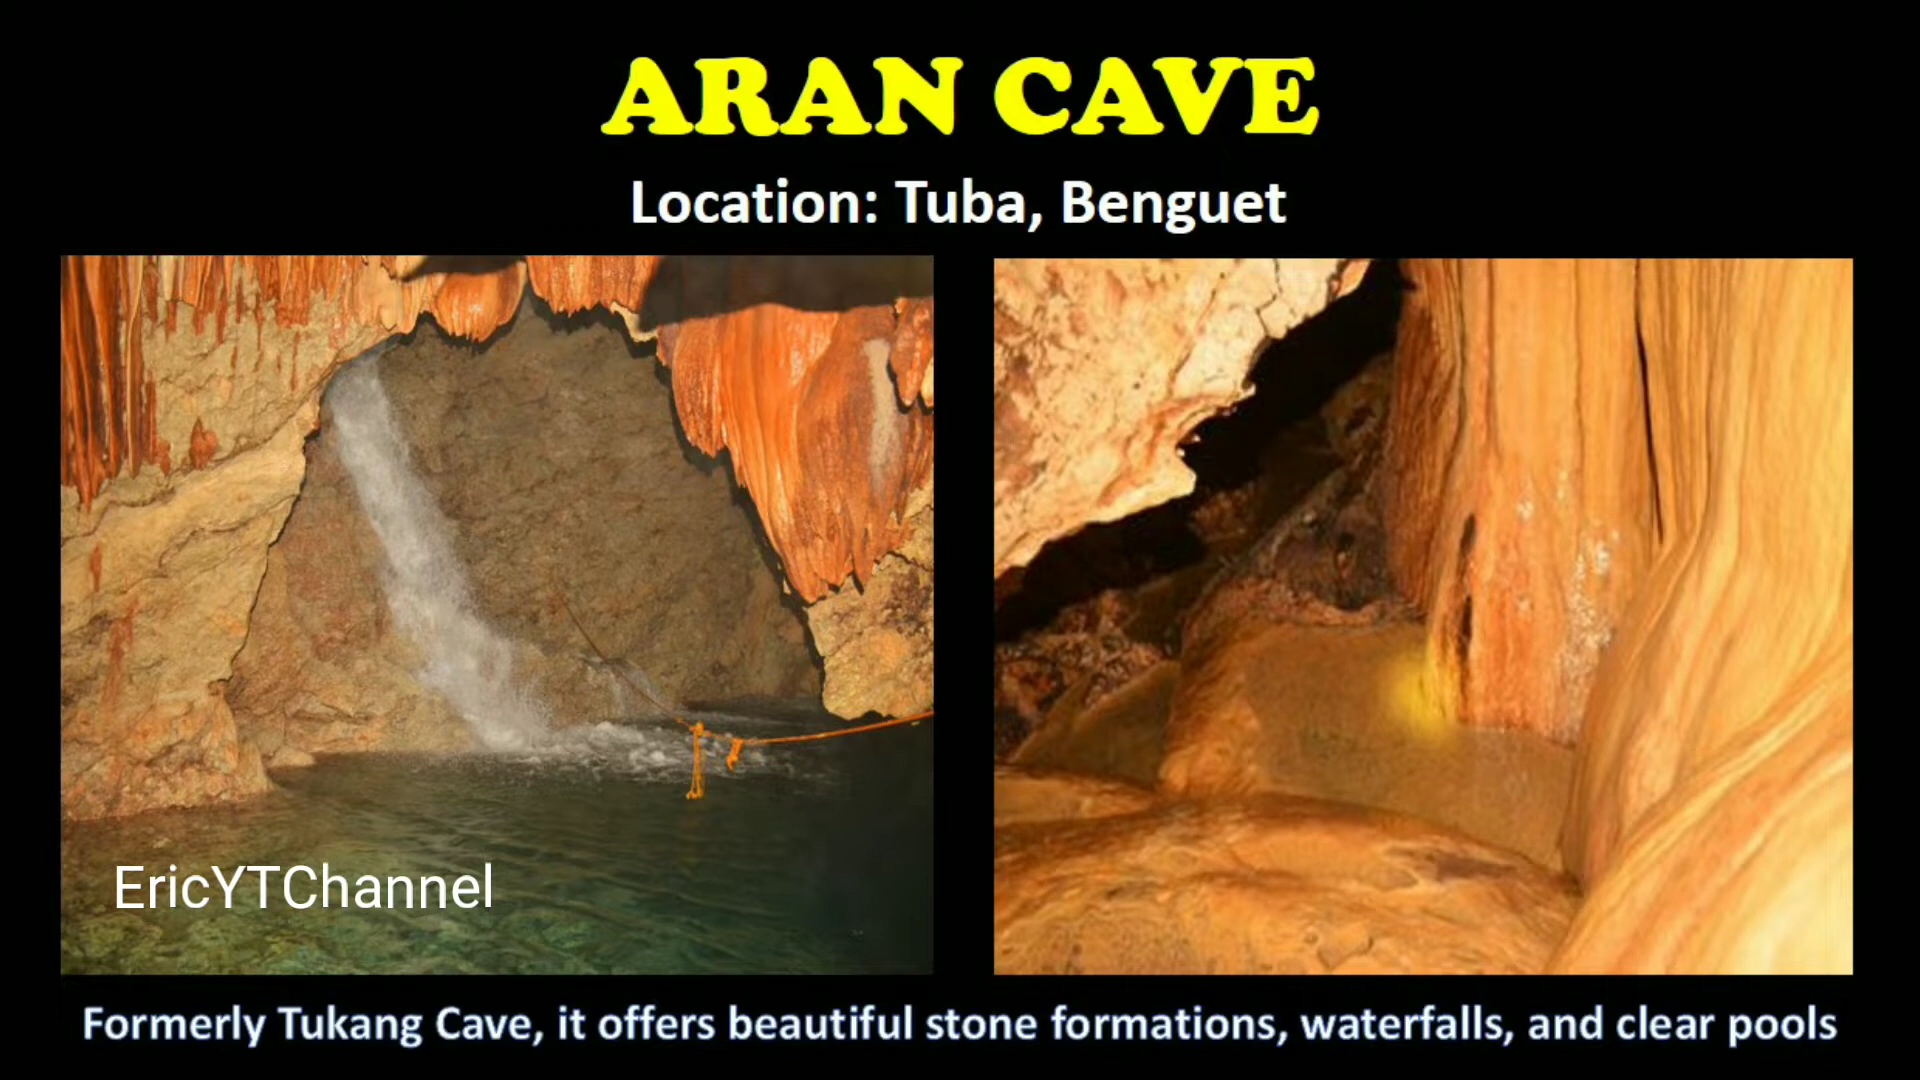 ARAN CAVE
Location: Tuba, Benguet
EricYTChannel
Formerly Tukang Cave, it offers beautiful stone formations, waterfalls, and clear pools